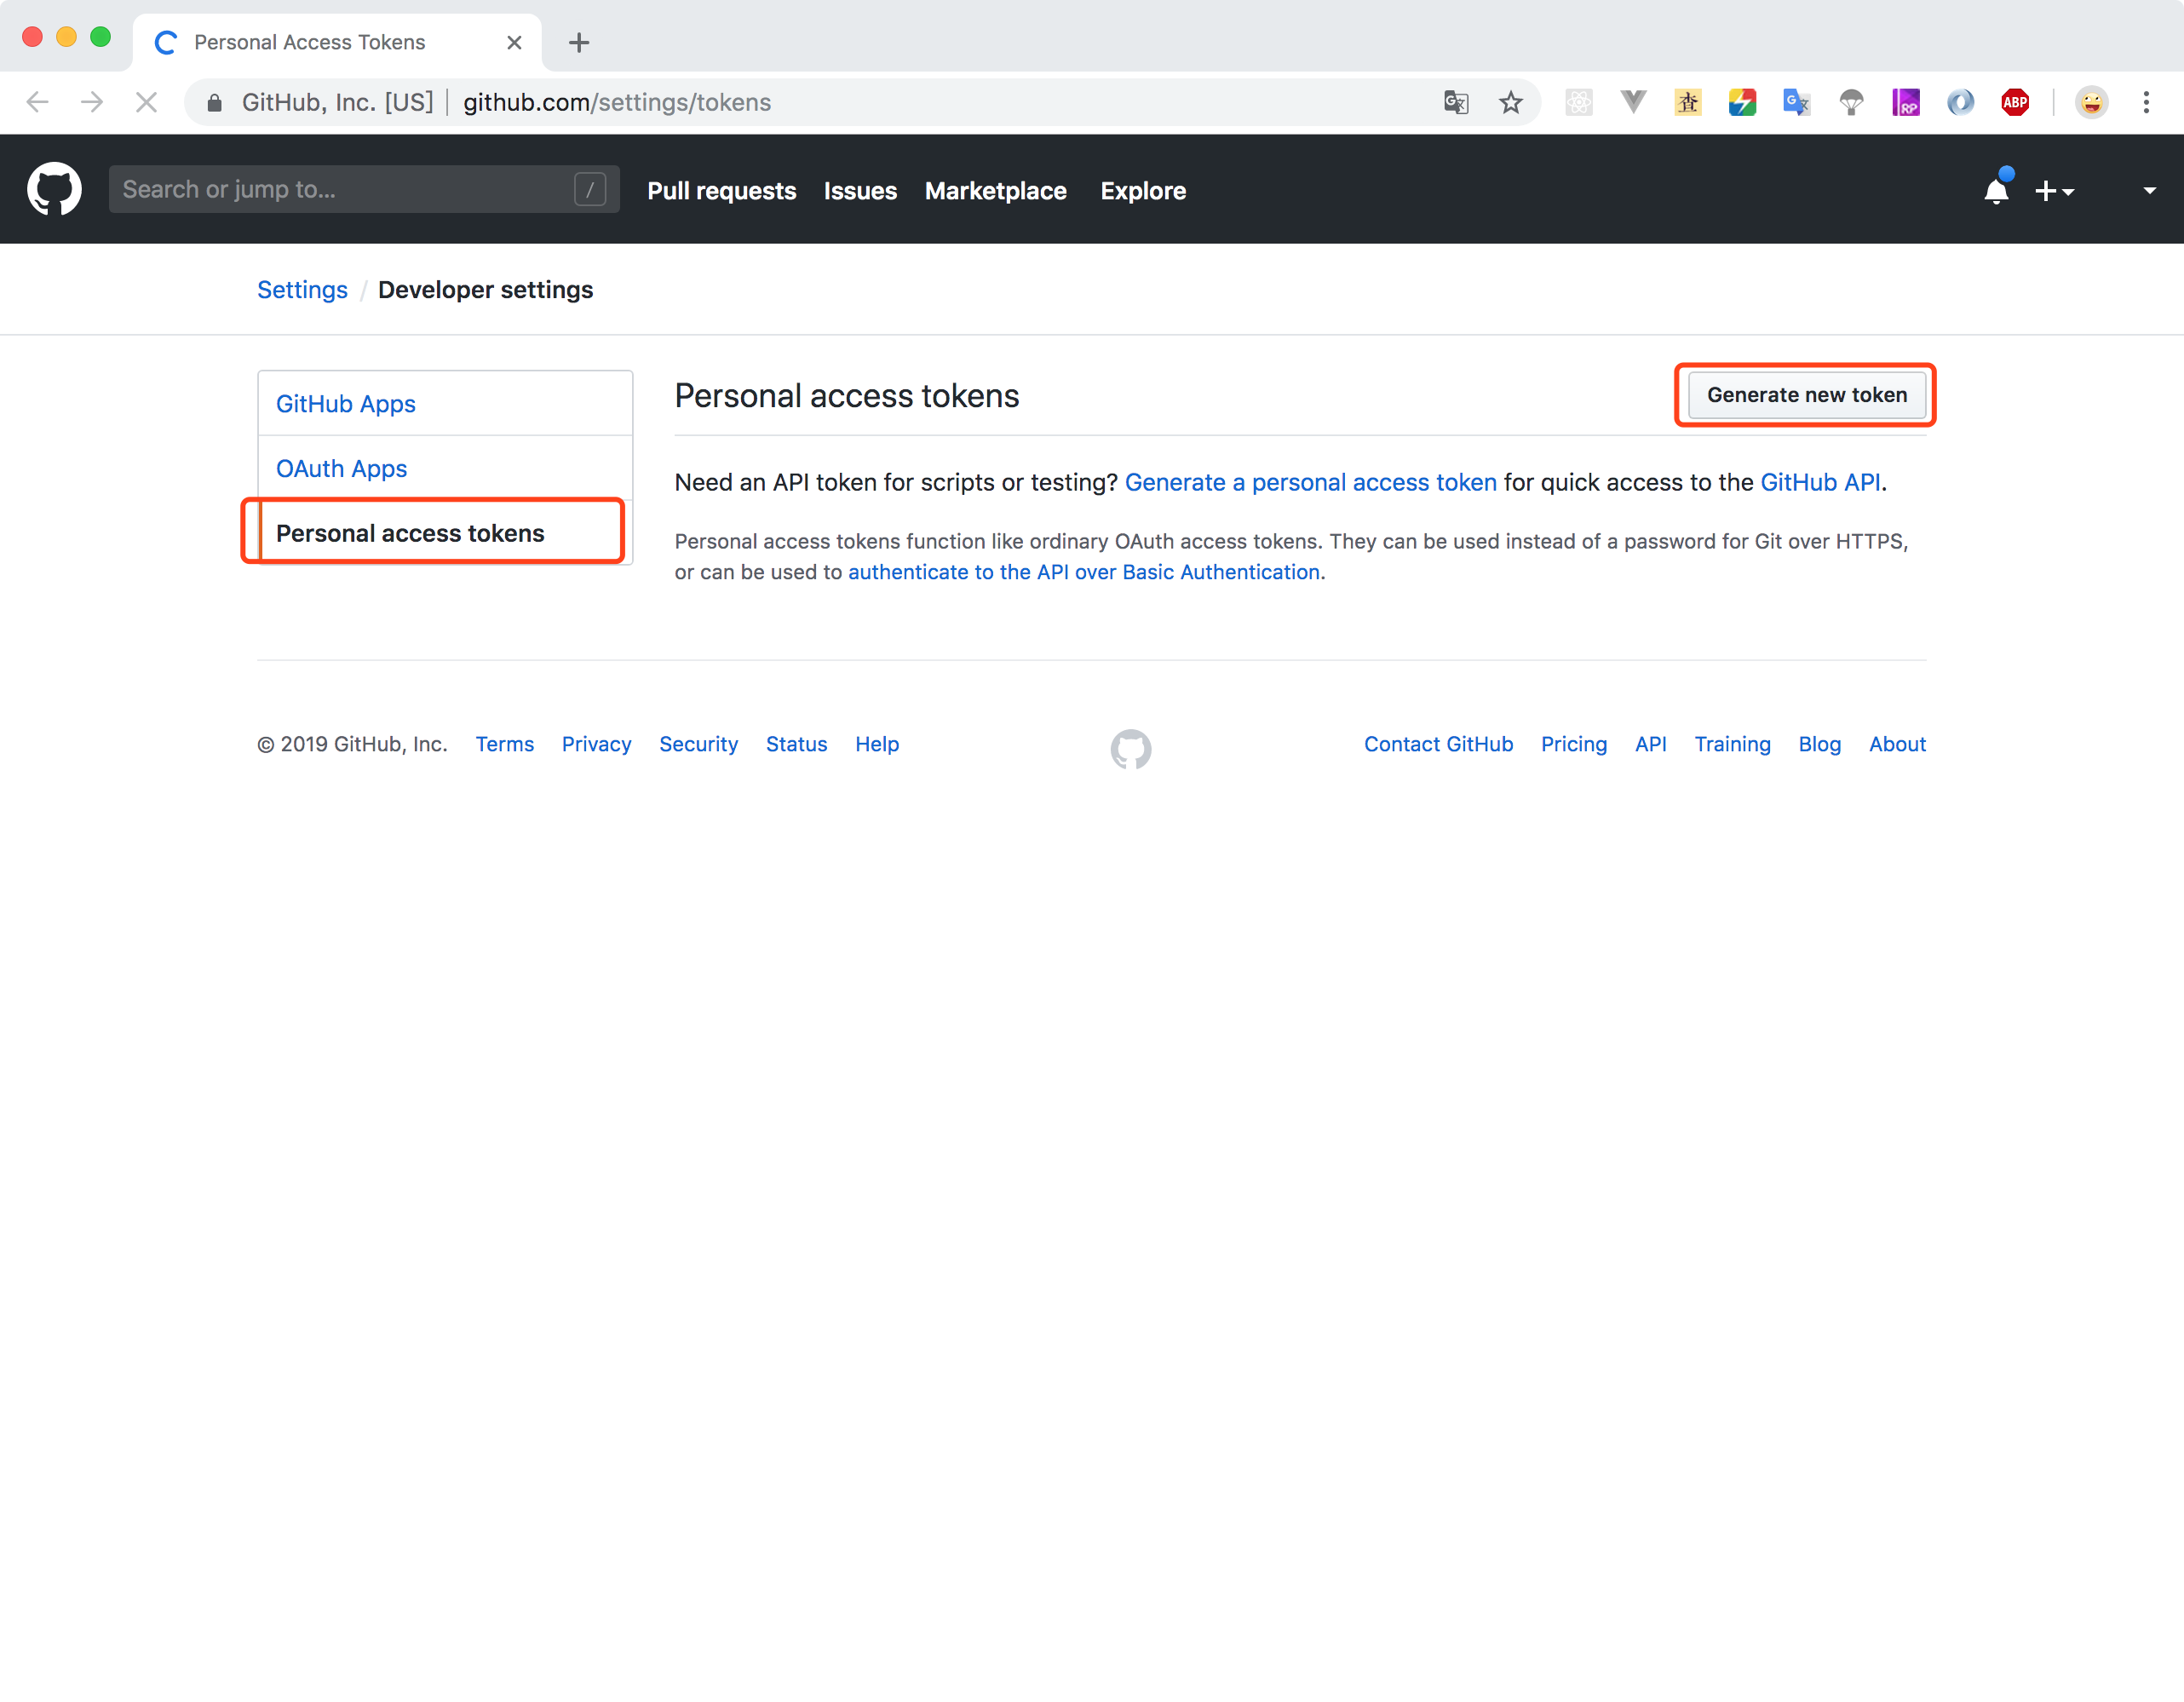 Personal Access Tokens
GitHub, Inc. [US] github.com/settings/tokens
查
G文
RP
ABP
Search or jump to... /
Pull requests Issues Marketplace Explore
Settings / Developer settings
GitHub Apps
OAuth Apps
Personal access tokens
Personal access tokens
Generate new token
Need an API token for scripts or testing? Generate a personal access token for quick access to the GitHub API.
Personal access tokens function like ordinary OAuth access tokens. They can be used instead of a password for Git over HTTPS,
or can be used to authenticate to the API over Basic Authentication.
© 2019 GitHub, Inc. Terms Privacy Security Status Help
Contact GitHub Pricing API Training Blog About